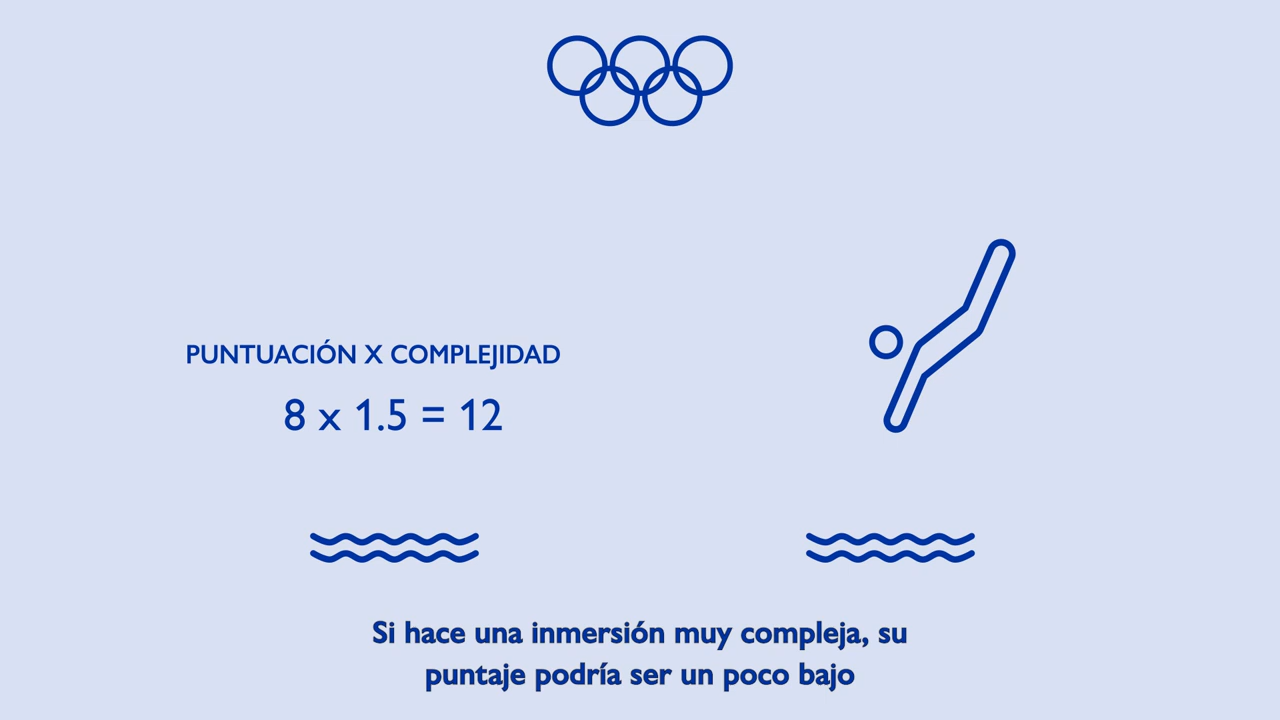 PUNTUACIÓN X COMPLEJIDAD
8 x 1.5 = 12
Si hace una inmersión muy compleja, su
puntaje podría ser un poco bajo